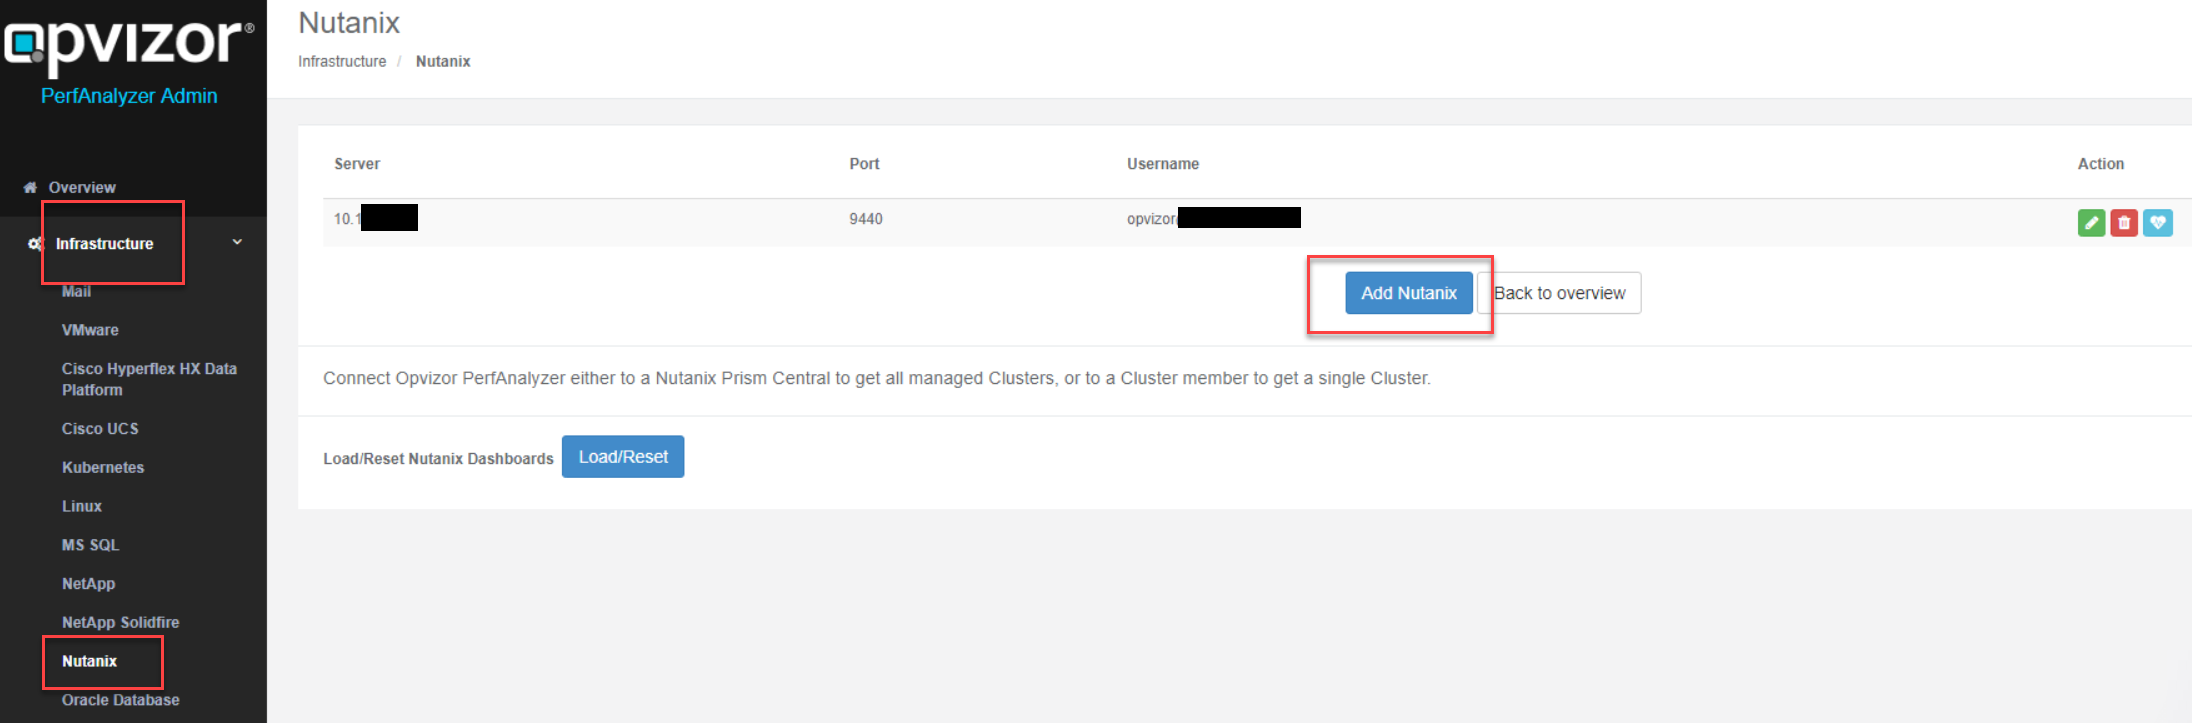 opvizor®
PerfAnalyzer Admin
Overview
Infrastructure
Mail
VMware
Cisco Hyperflex HX Data
Platform
Cisco UCS
Kubernetes
Linux
MS SQL
NetApp
NetApp Solidfire
Nutanix
Oracle Database
Nutanix
Infrastructure / Nutanix
Server Port Username Action
10.1 9440 opvizor
Add Nutanix Back to overview
Connect Opvizor PerfAnalyzer either to a Nutanix Prism Central to get all managed Clusters, or to a Cluster member to get a single Cluster.
Load/Reset Nutanix Dashboards Load/Reset